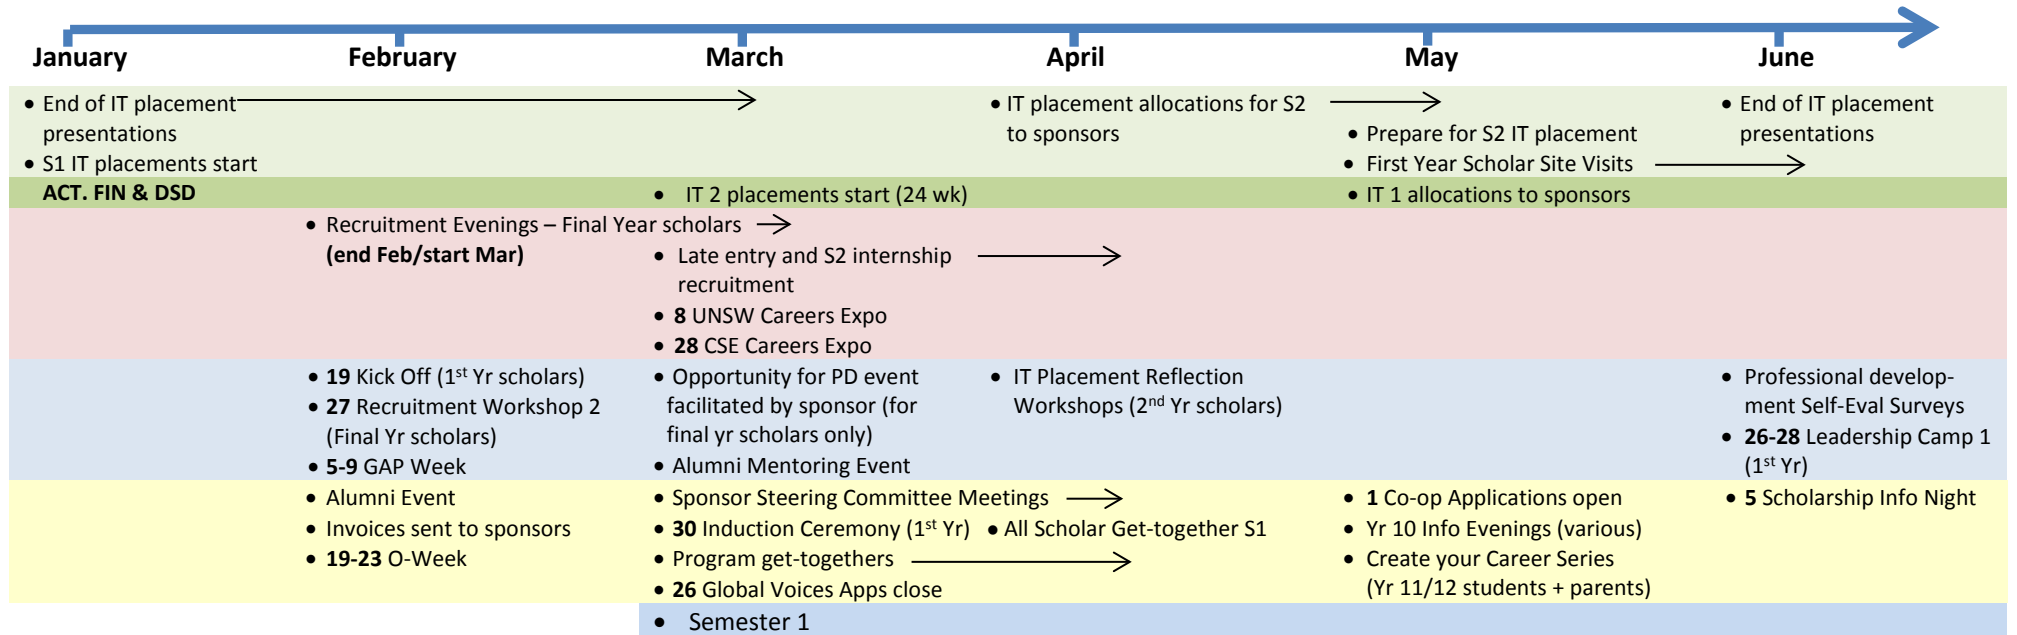 January February March April May June
• End of IT placement
presentations
• S1 IT placements start
• IT placement allocations for S2
to sponsors
• Prepare for S2 IT placement
• First Year Scholar Site Visits
• End of IT placement
presentations
ACT. FIN & DSD
• IT 2 placements start (24 wk)
• IT 1 allocations to sponsors
• Recruitment Evenings – Final Year scholars
(end Feb/start Mar)
• Late entry and S2 internship
recruitment
• 8 UNSW Careers Expo
• 28 CSE Careers Expo
• 19 Kick Off (1st Yr scholars)
• 27 Recruitment Workshop 2
(Final Yr scholars)
• 5-9 GAP Week
• Opportunity for PD event
facilitated by sponsor (for
final yr scholars only)
• Alumni Mentoring Event
• IT Placement Reflection
Workshops (2nd Yr scholars)
• Professional develop-
ment Self-Eval Surveys
• 26-28 Leadership Camp 1
(1st Yr)
• Alumni Event
• Invoices sent to sponsors
• 19-23 O-Week
• Sponsor Steering Committee Meetings
• 30 Induction Ceremony (1st Yr)
• All Scholar Get-together S1
• Program get-togethers
• 26 Global Voices Apps close
• 1 Co-op Applications open
• Yr 10 Info Evenings (various)
• Create your Career Series
(Yr 11/12 students + parents)
• 5 Scholarship Info Night
• Semester 1